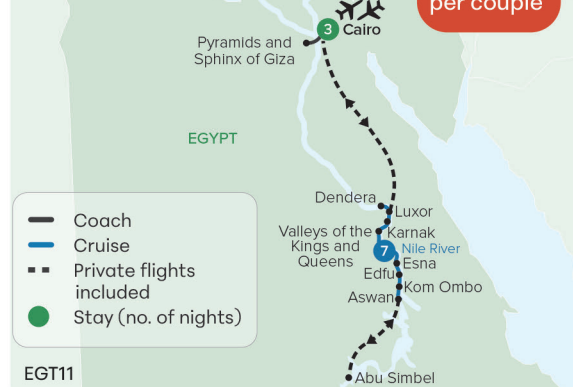 per couple
3 Cairo
Pyramids and
Sphinx of Giza
EGYPT
Dendera
Luxor
Karnak
Valleys of the
Kings and
Queens
7
Nile River
Esna
Edfu
Kom Ombo
Aswan
Abu Simbel
Coach
Cruise
Private flights
included
Stay (no. of nights)
EGT11